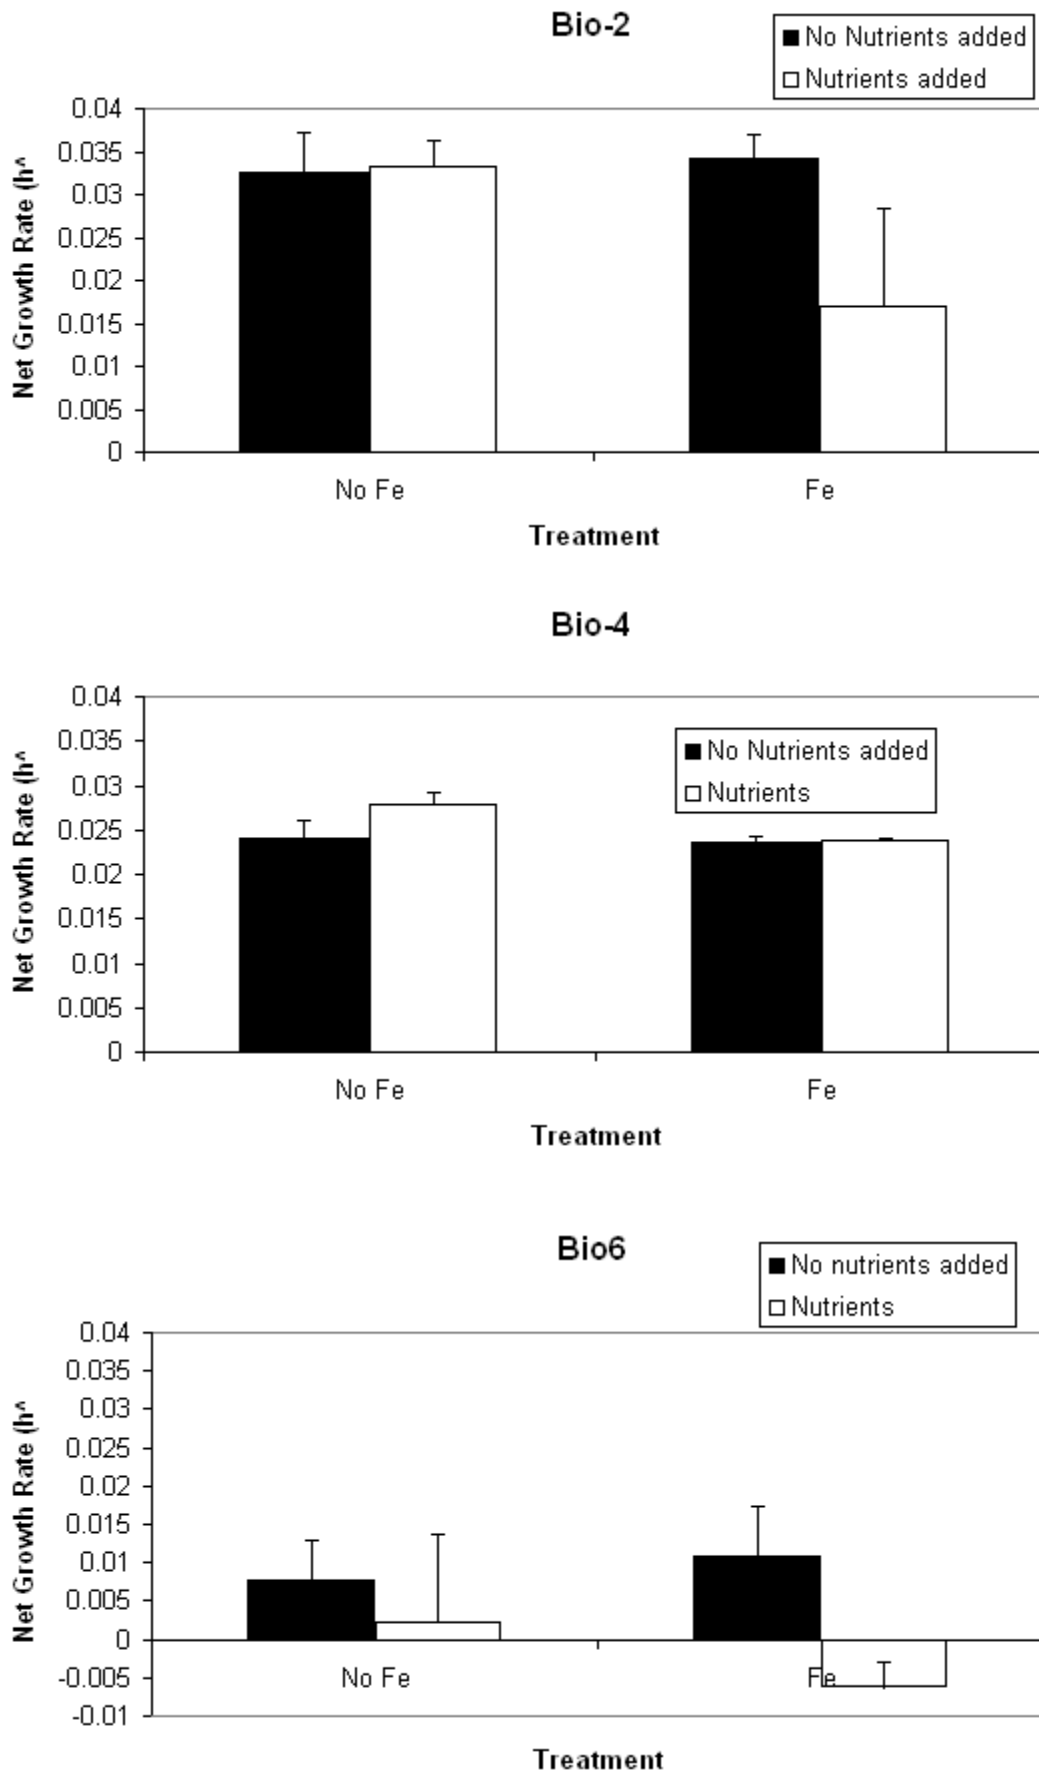 Bio-2
No Nutrients added
Nutrients added
Net Growth Rate (h^
0.04
0.035
0.03
0.025
0.02
0.015
0.01
0.005
0
No Fe
Fe
Treatment
Bio-4
No Nutrients added
Nutrients
Net Growth Rate (h^
0.04
0.035
0.03
0.025
0.02
0.015
0.01
0.005
0
No Fe
Fe
Treatment
Bio6
No nutrients added
Nutrients
Net Growth Rate (h^
0.04
0.035
0.03
0.025
0.02
0.015
0.01
0.005
0
-0.005
-0.01
No Fe
Fe
Treatment